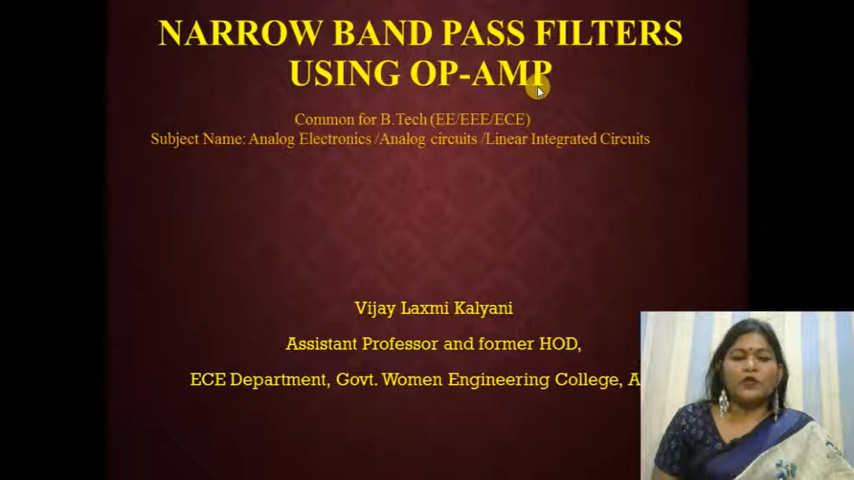 NARROW BAND PASS FILTERS
USING OP-AMP
Common for B.Tech (EE/EEE/ECE)
Subject Name: Analog Electronics /Analog circuits /Linear Integrated Circuits
Vijay Laxmi Kalyani
Assistant Professor and former HOD,
ECE Department, Govt. Women Engineering College,